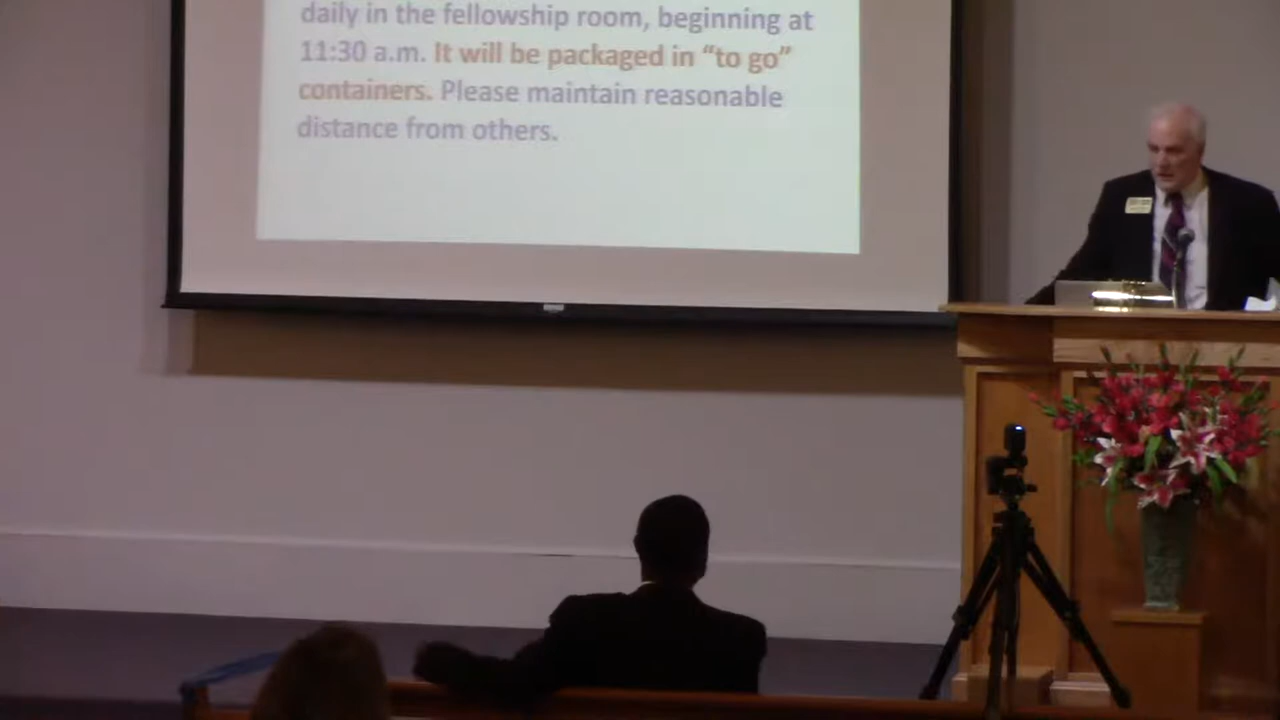 daily in the fellowship room, beginning at
11:30 a.m. It will be packaged in “to go”
containers. Please maintain reasonable
distance from others.